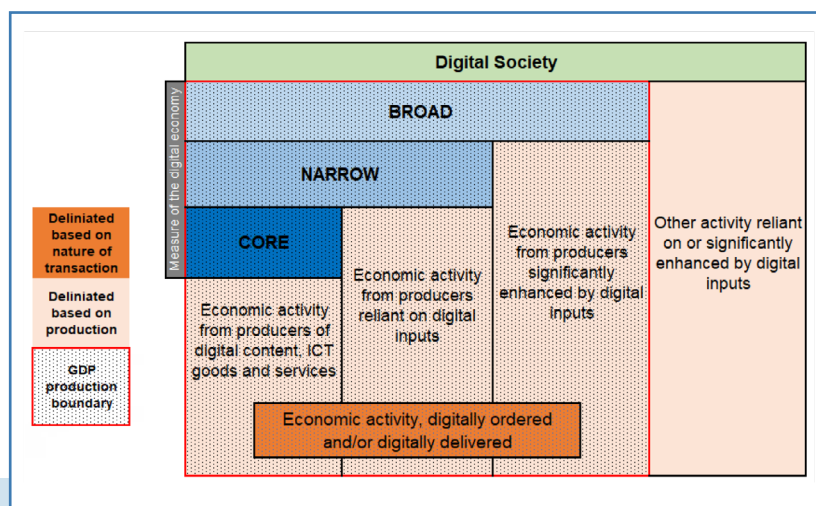 Digital Society
Measure of the digital economy
BROAD
NARROW
CORE
Economic activity
from producers of
digital content, ICT
goods and services
Economic activity
from producers
reliant on digital
inputs
Economic activity
from producers
significantly
enhanced by digital
inputs
Other activity reliant
on or significantly
enhanced by digital
inputs
Economic activity, digitally ordered
and/or digitally delivered
Deliniated
based on
nature of
transaction
Deliniated
based on
production
GDP
production
boundary